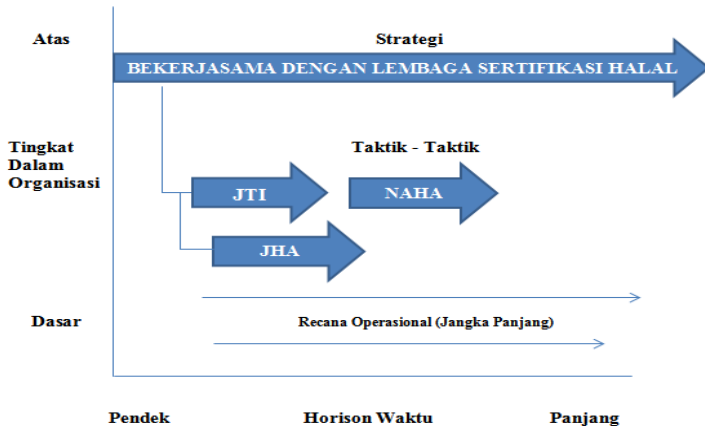 Atas
Strategi
BEKERJASAMA DENGAN LEMBAGA SERTIFIKASI HALAL
Tingkat
Dalam
Organisasi
Taktik - Taktik
JTI
NAHA
JHA
Dasar
Recana Operasional (Jangka Panjang)
Pendek
Horison Waktu
Panjang